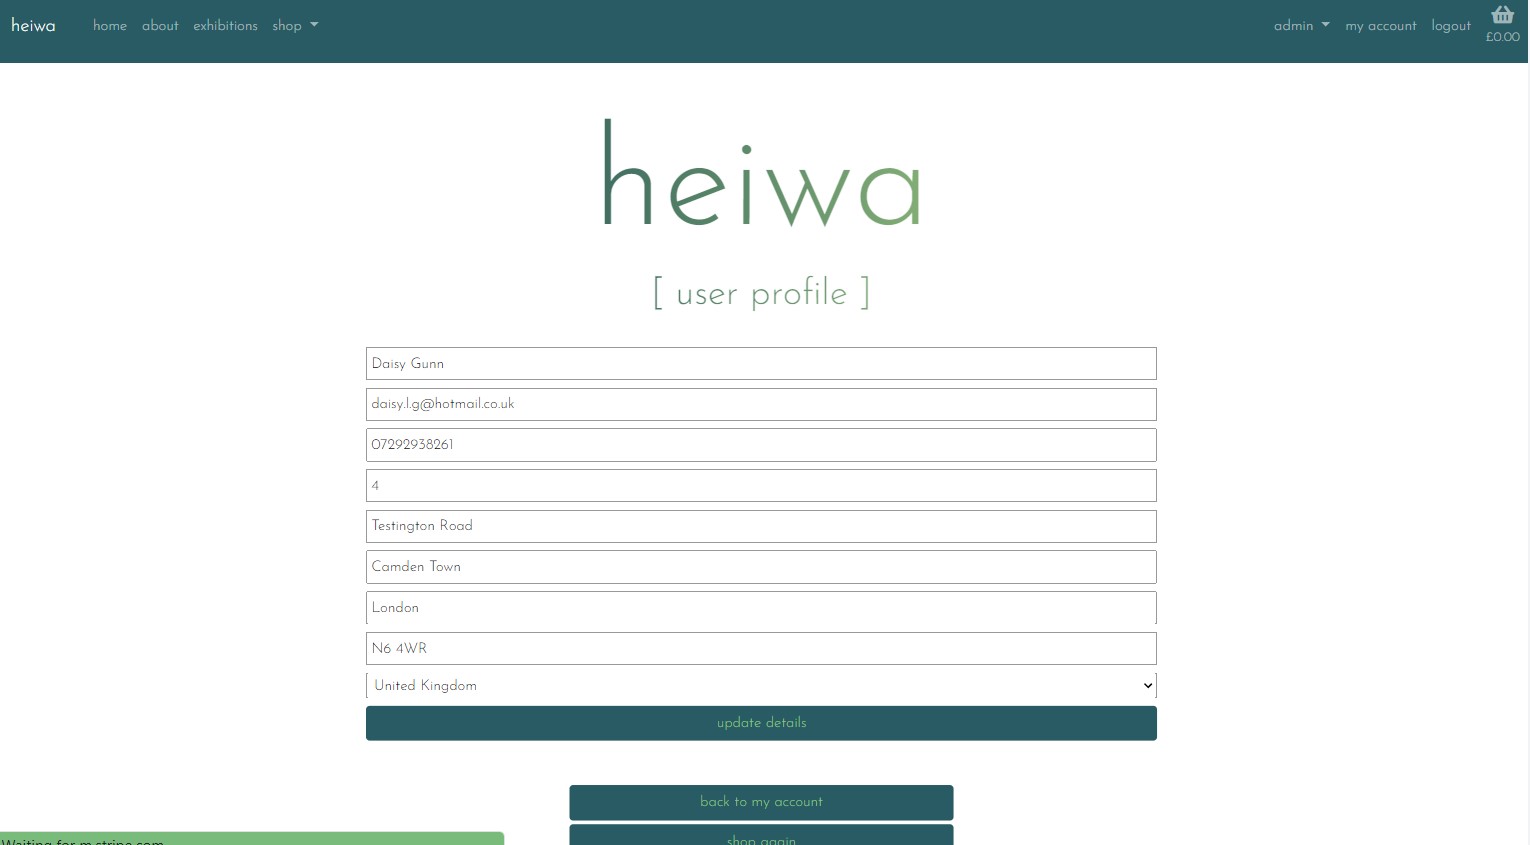 heiwa home about exhibitions shop admin my account logout
£0.00
heiwa
[ user profile ]
Daisy Gunn
daisy.l.g@hotmail.co.uk
07292938261
4
Testington Road
Camden Town
London
N6 4WR
United Kingdom
update details
back to my account
shop again
Waiting for m.stripe.com